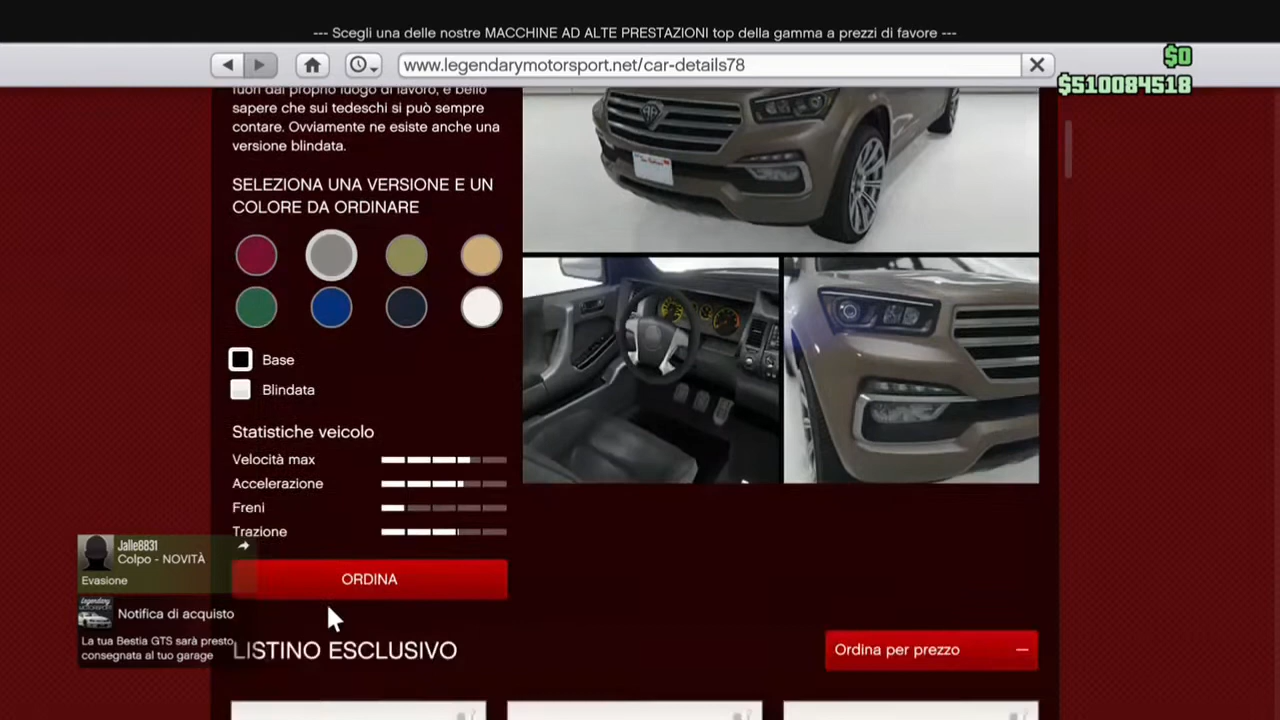 --- Scegli una delle nostre MACCHINE AD ALTE PRESTAZIONI top della gamma a prezzi di favore ---
www.legendarymotorsport.net/car-details78
$0
$510084518
fuori dal proprio luogo di lavoro, è bello
sapere che sui tedeschi si può sempre
contare. Ovviamente ne esiste anche una
versione blindata.
SELEZIONA UNA VERSIONE E UN
COLORE DA ORDINARE
Base
Blindata
Statistiche veicolo
Velocità max
Accelerazione
Freni
Trazione
Jalle8831
Colpo - NOVITÀ
Evasione
ORDINA
Legendary
MOTORSPORT
Notifica di acquisto
La tua Bestia GTS sarà presto
consegnata al tuo garage
LISTINO ESCLUSIVO
Ordina per prezzo